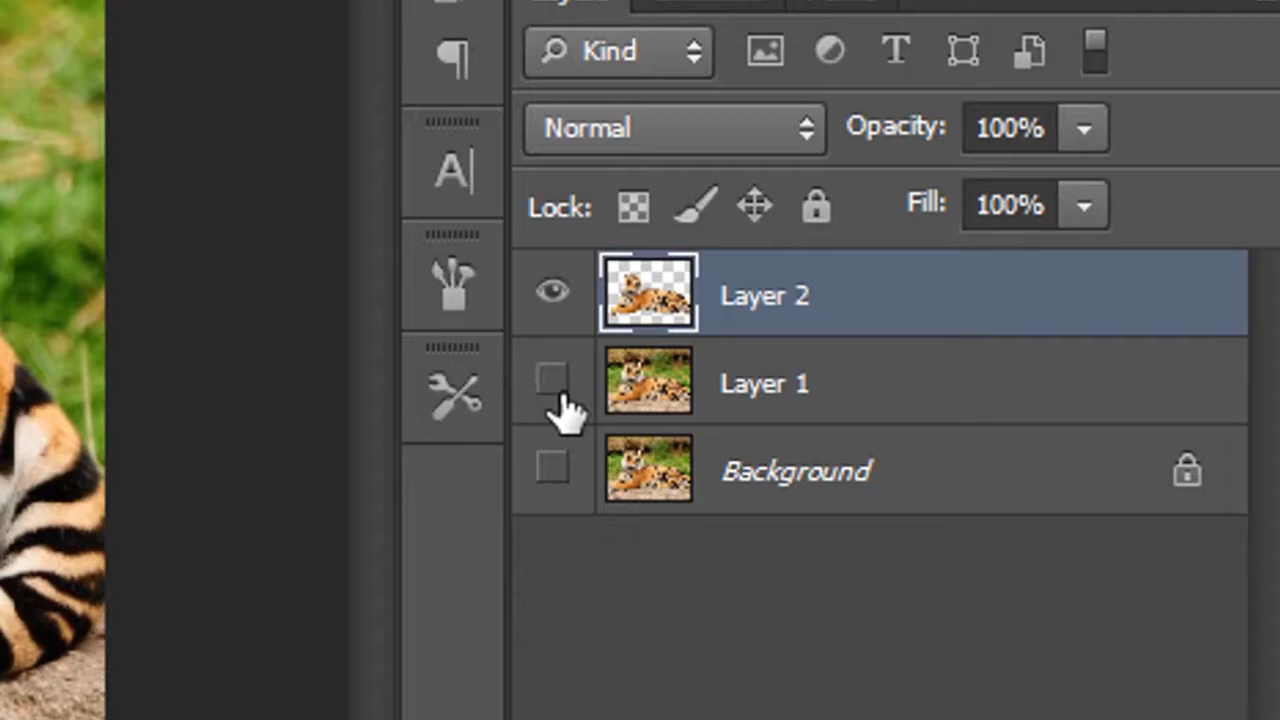 Kind
Normal Opacity: 100%
Lock: Fill: 100%
Layer 2
Layer 1
Background